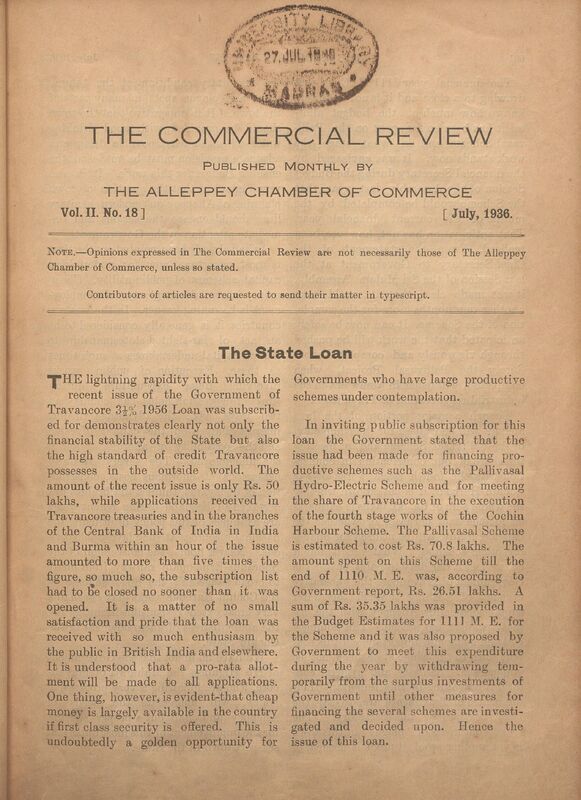 UNIVERSITY LIBRARY
27. JUL 1936
* MADRAS *
THE COMMERCIAL REVIEW
PUBLISHED MONTHLY BY
THE ALLEPPEY CHAMBER OF COMMERCE
Vol. II. No. 18 ]
[ July, 1936.
NOTE.—Opinions expressed in The Commercial Review are not necessarily those of The Alleppey
Chamber of Commerce, unless so stated.
Contributors of articles are requested to send their matter in typescript.
The State Loan
THE lightning rapidity with which the
recent issue of the Government of
Travancore 3½% 1956 Loan was subscrib-
ed for demonstrates clearly not only the
financial stability of the State but also
the high standard of credit Travancore
possesses in the outside world. The
amount of the recent issue is only Rs. 50
lakhs, while applications received in
Travancore treasuries and in the branches
of the Central Bank of India in India
and Burma within an hour of the issue
amounted to more than five times the
figure, so much so, the subscription list
had to be closed no sooner than it was
opened. It is a matter of no small
satisfaction and pride that the loan was
received with so much enthusiasm by
the public in British India and elsewhere.
It is understood that a pro-rata allot-
ment will be made to all applications.
One thing, however, is evident-that cheap
money is largely available in the country
if first class security is offered. This is
undoubtedly a golden opportunity for
Governments who have large productive
schemes under contemplation.
In inviting public subscription for this
loan the Government stated that the
issue had been made for financing pro-
ductive schemes such as the Pallivasal
Hydro-Electric Scheme and for meeting
the share of Travancore in the execution
of the fourth stage works of the Cochin
Harbour Scheme. The Pallivasal Scheme
is estimated to cost Rs. 70.8 lakhs. The
amount spent on this Scheme till the
end of 1110 M. E. was, according to
Government report, Rs. 26.51 lakhs. A
sum of Rs. 35.35 lakhs was provided in
the Budget Estimates for 1111 M. E. for
the Scheme and it was also proposed by
Government to meet this expenditure
during the year by withdrawing tem-
porarily from the surplus investments of
Government until other measures for
financing the several schemes are investi-
gated and decided upon. Hence the
issue of this loan.